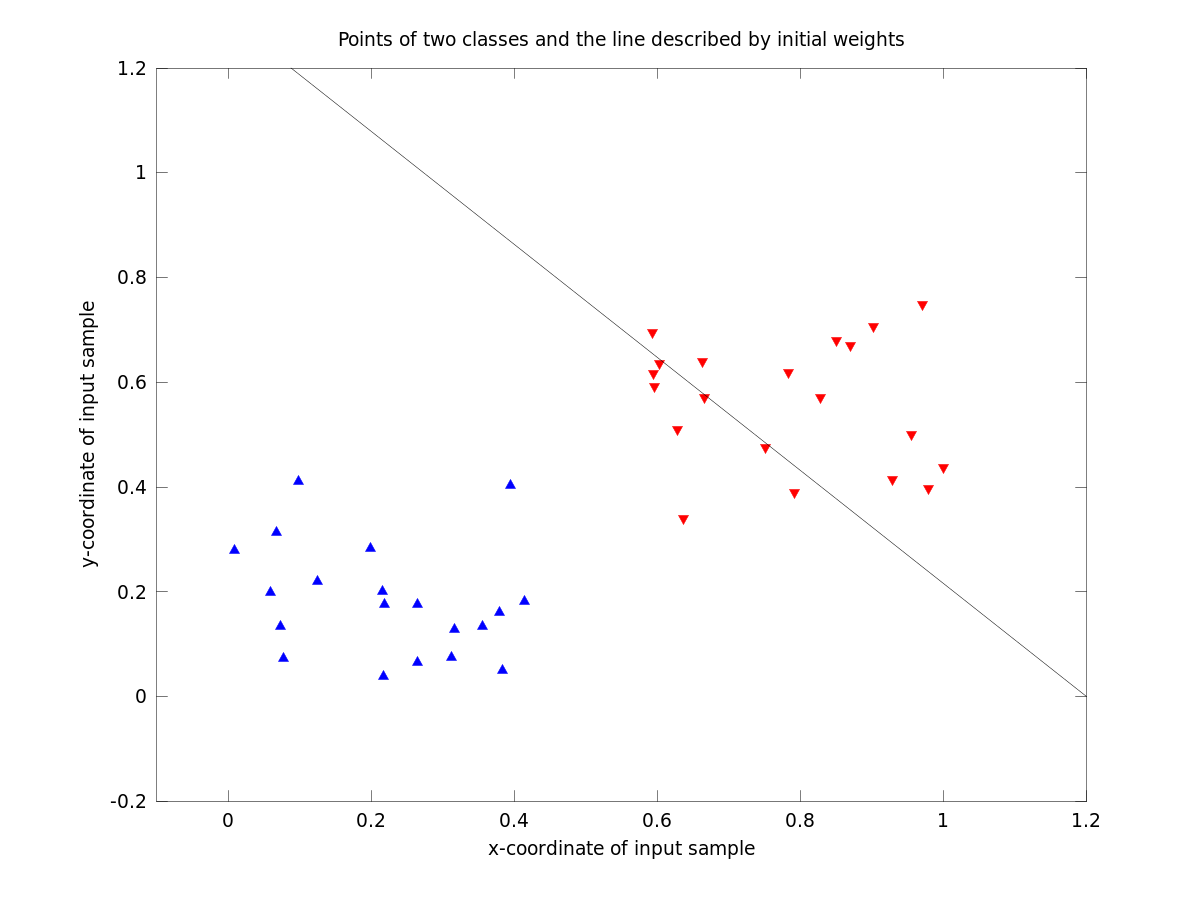 Points of two classes and the line described by initial weights
1.2
1
0.8
0.6
0.4
0.2
0
-0.2
y-coordinate of input sample
0 0.2 0.4 0.6 0.8 1 1.2
x-coordinate of input sample